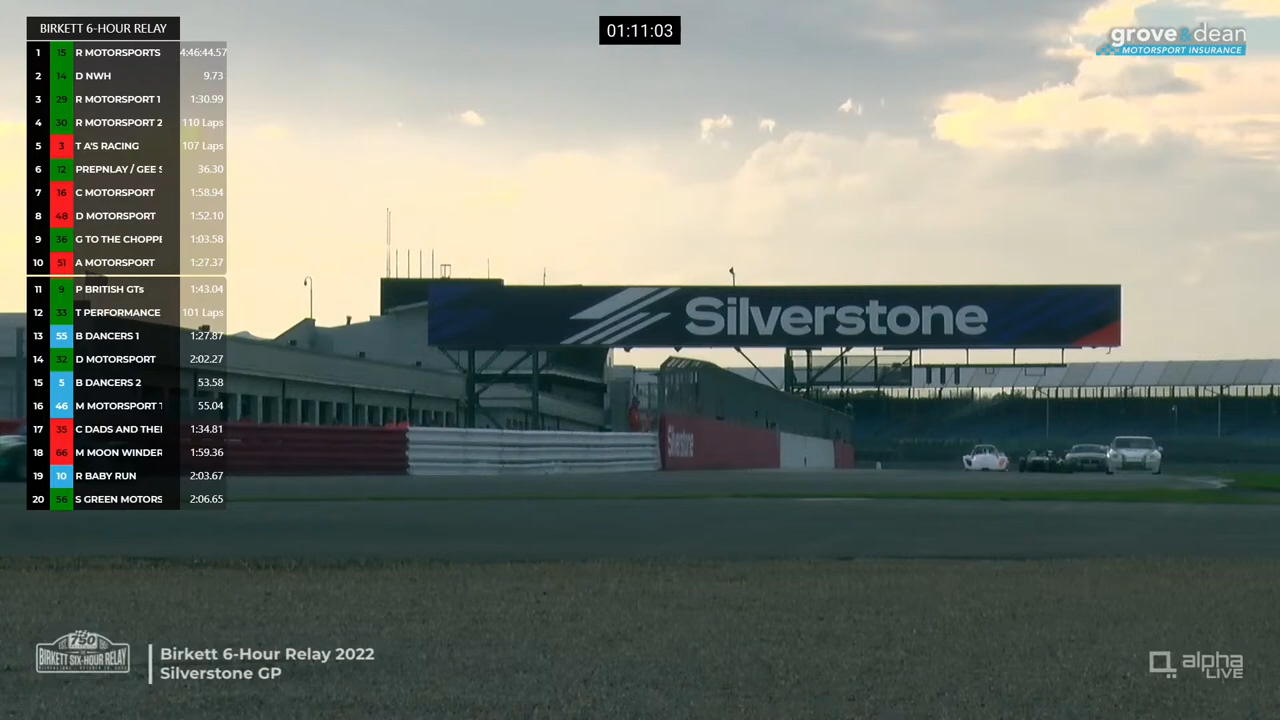 BIRKETT 6-HOUR RELAY
1 15 R MOTORSPORTS 4:46:44.57
2 14 D NWH 9.73
3 29 R MOTORSPORT 1 1:30.99
4 30 R MOTORSPORT 2 110 Laps
5 3 T A'S RACING 107 Laps
6 12 PREPNLAY / GEE S 36.30
7 16 C MOTORSPORT 1:58.94
8 48 D MOTORSPORT 1:52.10
9 36 G TO THE CHOPPE 1:03.58
10 51 A MOTORSPORT 1:27.37
11 9 P BRITISH GTs 1:43.04
12 33 T PERFORMANCE 101 Laps
13 55 B DANCERS 1 1:27.87
14 32 D MOTORSPORT 2:02.27
15 5 B DANCERS 2 53.58
16 46 M MOTORSPORT 1 55.04
17 35 C DADS AND THEI 1:34.81
18 66 M MOON WINDER 1:59.36
19 10 R BABY RUN 2:03.67
20 56 S GREEN MOTORS 2:06.65
01:11:03
grove&dean
MOTORSPORT INSURANCE
Silverstone
Silverstone
750
BIRKETT SIX-HOUR RELAY
Birkett 6-Hour Relay 2022
Silverstone GP
alpha
LIVE